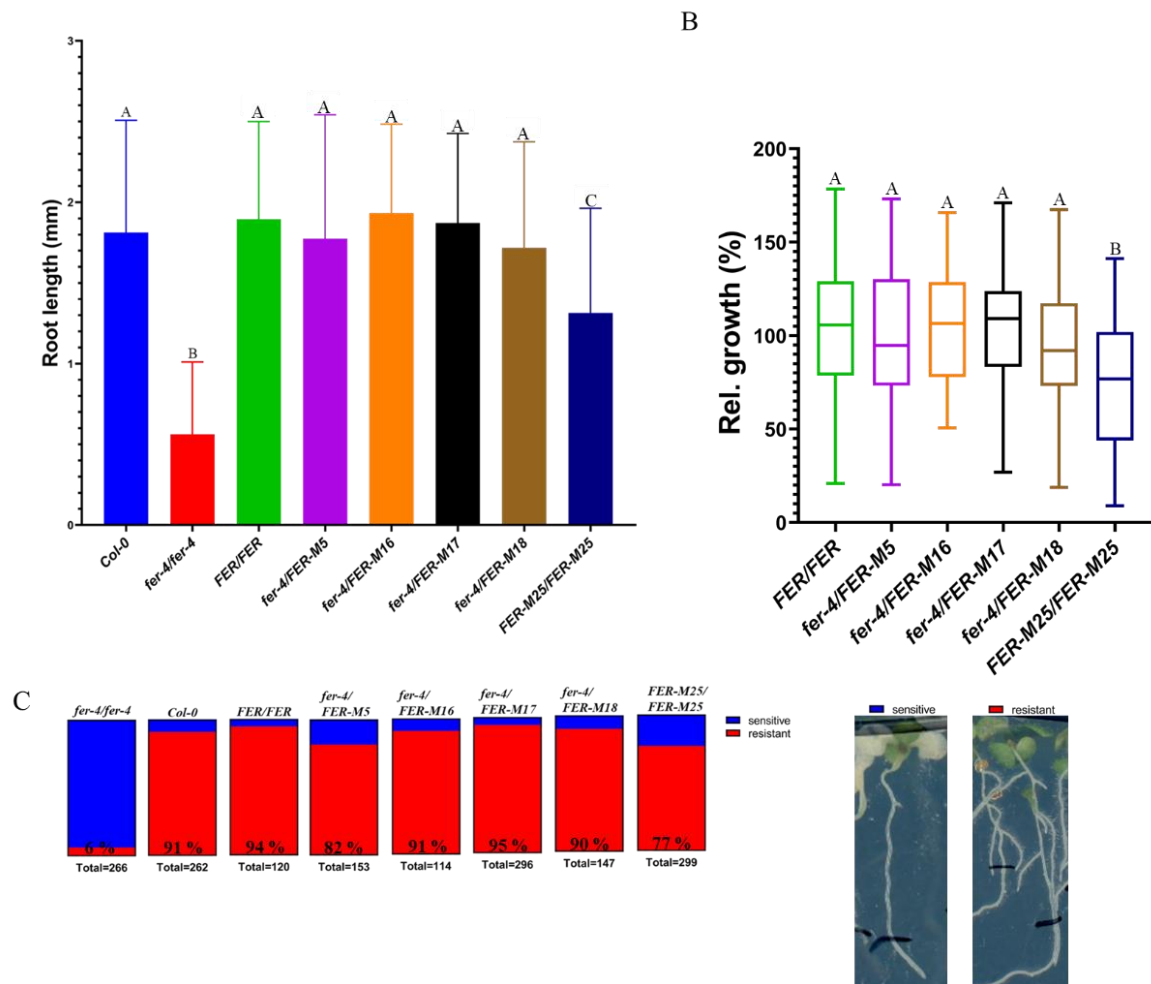 B
3
2
1
0
Root length (mm)
A
B
A
A
A
A
A
C
Col-0
fer-4/fer-4
FER/FER
fer-4/FER-M5
fer-4/FER-M16
fer-4/FER-M17
fer-4/FER-M18
FER-M25/FER-M25
200
150
100
50
0
Rel. growth (%)
A
A
A
A
A
B
FER/FER
fer-4/FER-M5
fer-4/FER-M16
fer-4/FER-M17
fer-4/FER-M18
FER-M25/FER-M25
C
fer-4/fer-4
Col-0
FER/FER
fer-4/
FER-M5
fer-4/
FER-M16
fer-4/
FER-M17
fer-4/
FER-M18
FER-M25/
FER-M25
sensitive
resistant
6 %
91 %
94 %
82 %
91 %
95 %
90 %
77 %
Total=266
Total=262
Total=120
Total=153
Total=114
Total=296
Total=147
Total=299
sensitive
resistant